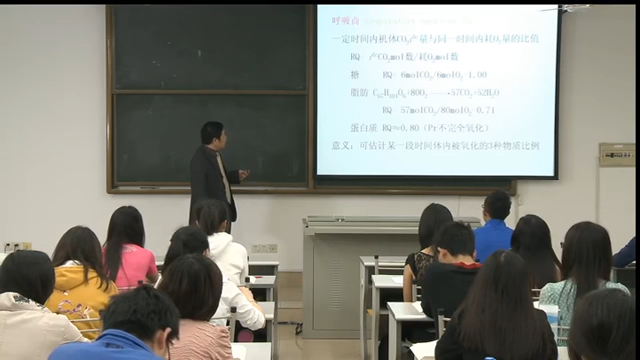 呼吸商
一定时间内机体CO₂产量与同一时间内耗O₂量的比值
RQ=产CO₂mol数/耗O₂mol数
糖 RQ= 6molCO₂/6molO₂=1.00
脂肪 C₅₇H₁₀₄O₆+80O₂ → 57CO₂+52H₂O
RQ= 57molCO₂/80molO₂=0.71
蛋白质 RQ≈0.80 (Pr不完全氧化)
意义:可估计某一段时间体内被氧化的3种物质比例